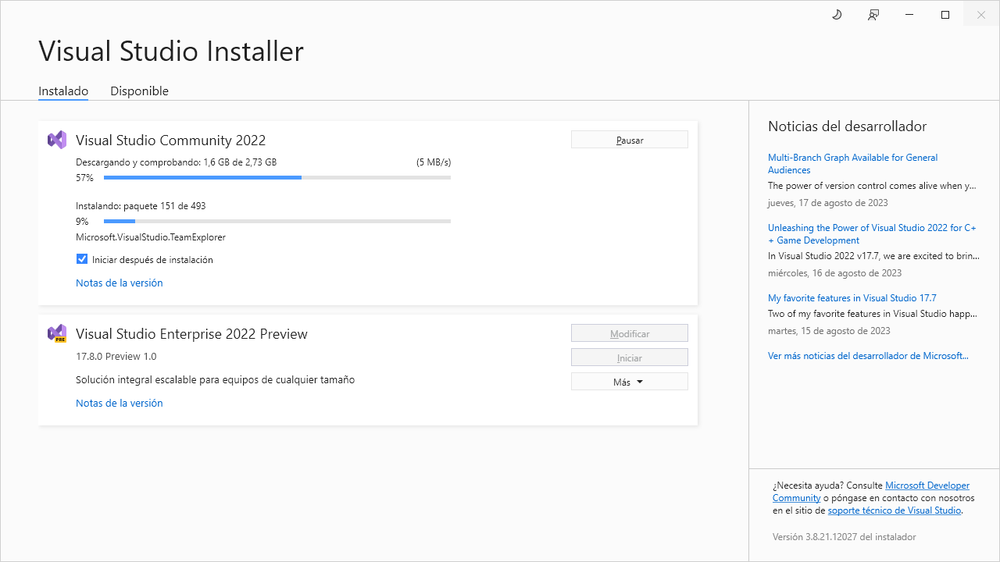 Visual Studio Installer
Instalado
Disponible
Visual Studio Community 2022
Pausar
Descargando y comprobando: 1,6 GB de 2,73 GB
(5 MB/s)
57%
Instalando: paquete 151 de 493
9%
Microsoft.VisualStudio.TeamExplorer
Iniciar después de instalación
Notas de la versión
PRE
Visual Studio Enterprise 2022 Preview
Modificar
17.8.0 Preview 1.0
Iniciar
Solución integral escalable para equipos de cualquier tamaño
Más
Notas de la versión
Noticias del desarrollador
Multi-Branch Graph Available for General
Audiences
The power of version control comes alive when y...
jueves, 17 de agosto de 2023
Unleashing the Power of Visual Studio 2022 for C+
+ Game Development
In Visual Studio 2022 v17.7, we are excited to brin...
miércoles, 16 de agosto de 2023
My favorite features in Visual Studio 17.7
Two of my favorite features in Visual Studio happ...
martes, 15 de agosto de 2023
Ver más noticias del desarrollador de Microsoft...
¿Necesita ayuda? Consulte Microsoft Developer
Community o póngase en contacto con nosotros
en el sitio de soporte técnico de Visual Studio.
Versión 3.8.21.12027 del instalador